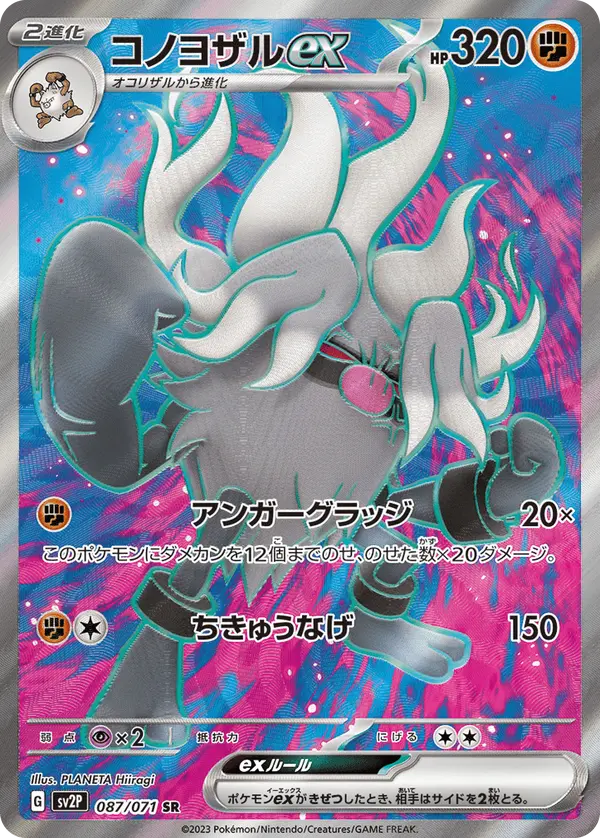 2進化
コノヨザルex
HP320
オコリザルから進化
アンガーグラッジ 20×
このポケモンにダメカンを12個までのせ、のせた数×20ダメージ。
ちきゅうなげ 150
弱点 ×2 抵抗力 にげる
exルール
ポケモンexがきぜつしたとき、相手はサイドを2枚とる。
Illus. PLANETA Hiiragi
G sv2P 087/071 SR
©2023 Pokémon/Nintendo/Creatures/GAME FREAK.